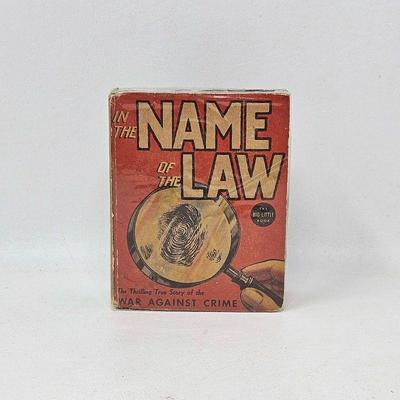 IN THE NAME
OF THE LAW
THE
BIG LITTLE
BOOK
The Thrilling True Story of the
WAR AGAINST CRIME